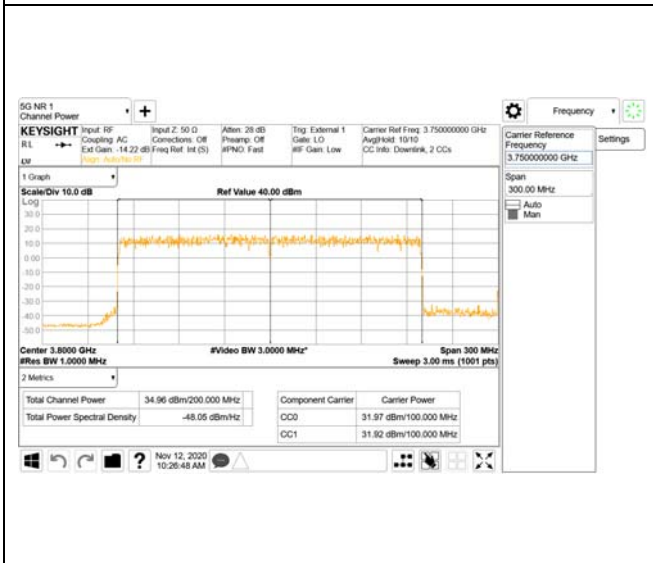 5G NR 1
Channel Power
Frequency
KEYSIGHT
RL
Input: RF
Coupling: AC
Ext Gain: -14.22 dB
Align: Auto/No RF
Input Z: 50 Ω
Corrections: Off
Freq Ref: Int (S)
Atten: 28 dB
Preamp: Off
#PNO: Fast
Trig: External 1
Gate: LO
#IF Gain: Low
Carrier Ref Freq: 3.750000000 GHz
Avg|Hold: 10/10
CC Info: Downlink, 2 CCs
Carrier Reference
Frequency
3.750000000 GHz
Settings
Span
300.00 MHz
Auto
Man
1 Graph
Scale/Div 10.0 dB
Ref Value 40.00 dBm
Log
30.0
20.0
10.0
0.00
-10.0
-20.0
-30.0
-40.0
-50.0
Center 3.8000 GHz
#Video BW 3.0000 MHz*
Span 300 MHz
#Res BW 1.0000 MHz
Sweep 3.00 ms (1001 pts)
2 Metrics
Total Channel Power 34.96 dBm/200.000 MHz
Total Power Spectral Density -48.05 dBm/Hz
Component Carrier Carrier Power
CC0 31.97 dBm/100.000 MHz
CC1 31.92 dBm/100.000 MHz
?
Nov 12, 2020
10:26:48 AM